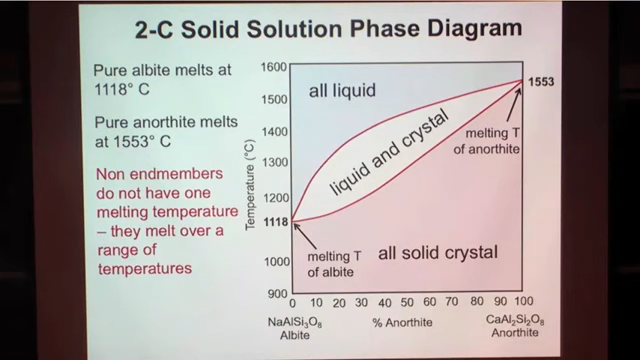 2-C Solid Solution Phase Diagram
Pure albite melts at
1118° C
Pure anorthite melts
at 1553° C
Non endmembers
do not have one
melting temperature
– they melt over a
range of
temperatures
Temperature (°C)
1600
1500
1400
1300
1200
1118
1000
900
all liquid
liquid and crystal
1553
melting T
of anorthite
melting T
of albite
all solid crystal
0 10 20 30 40 50 60 70 80 90 100
NaAlSi₃O₈
Albite
% Anorthite
CaAl₂Si₂O₈
Anorthite